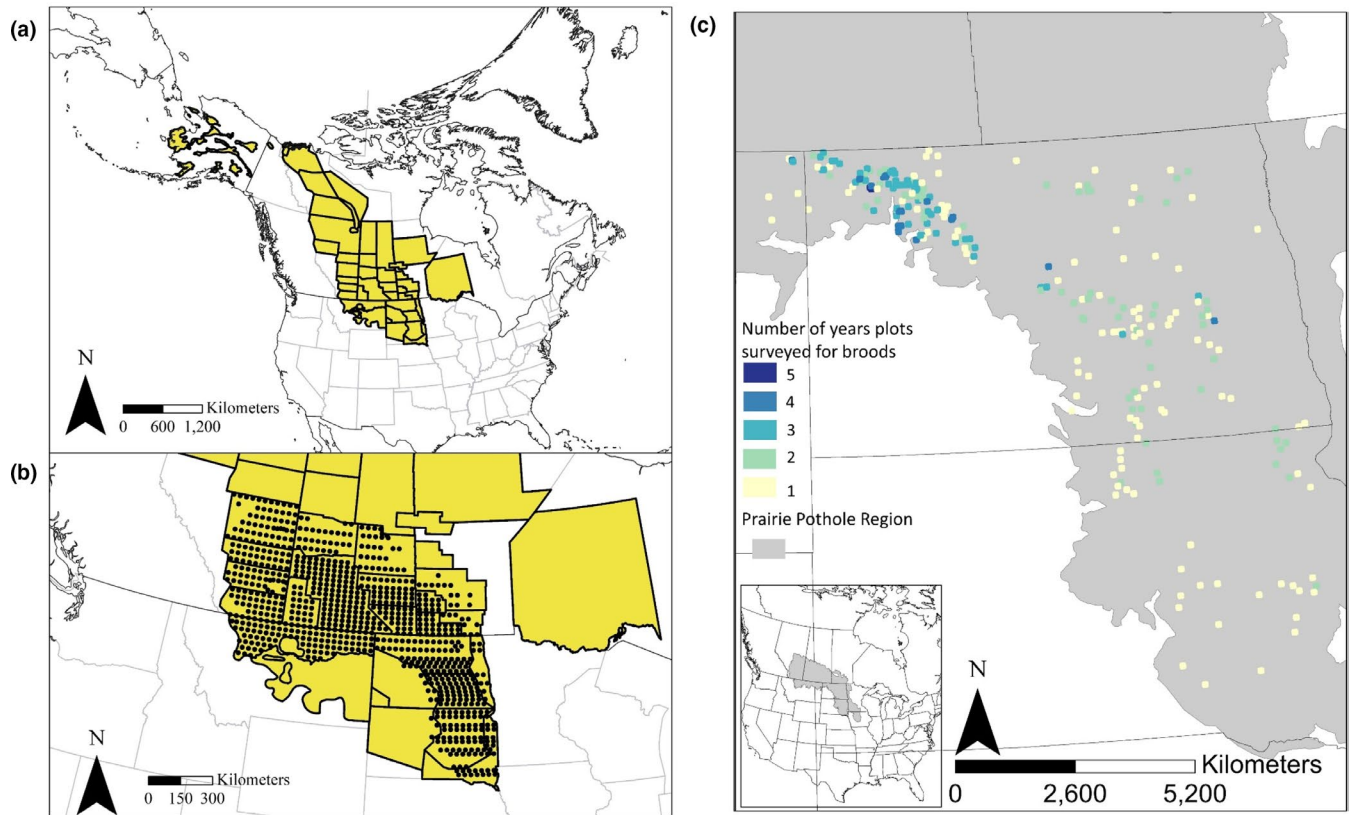 (a)
N
Kilometers
0 600 1,200
(b)
N
Kilometers
0 150 300
(c)
Number of years plots
surveyed for broods
5
4
3
2
1
Prairie Pothole Region
N
Kilometers
0 2,600 5,200